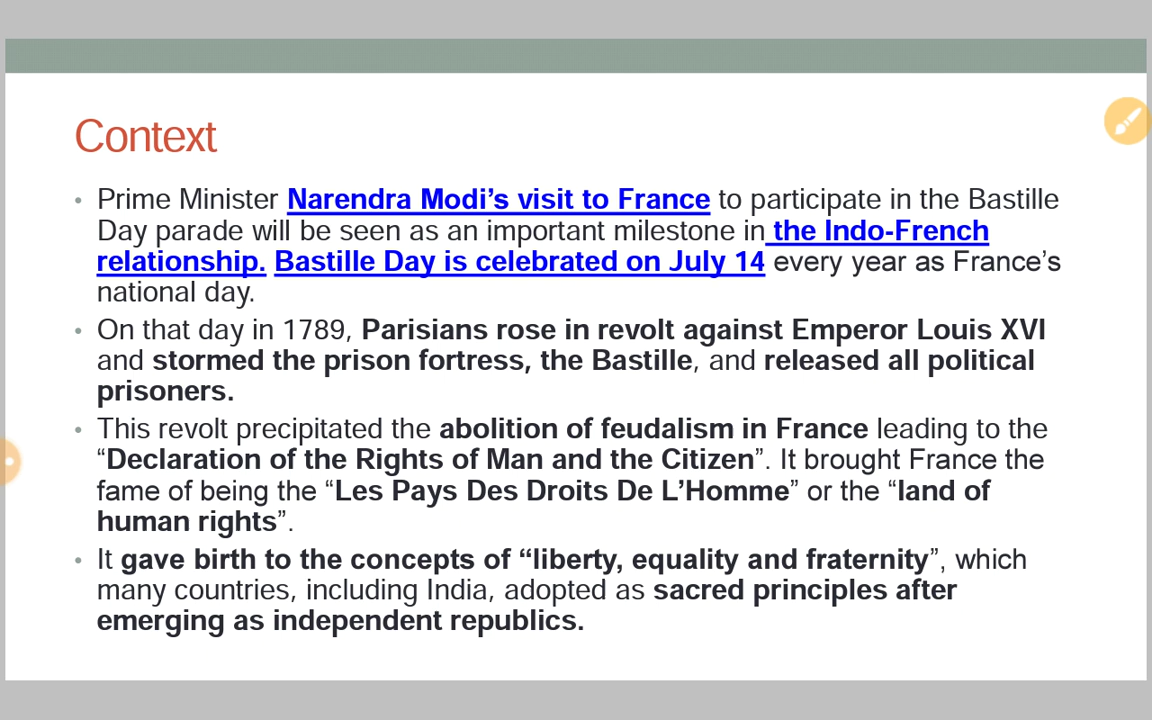 Context
• Prime Minister Narendra Modi’s visit to France to participate in the Bastille
Day parade will be seen as an important milestone in the Indo-French
relationship. Bastille Day is celebrated on July 14 every year as France’s
national day.
• On that day in 1789, Parisians rose in revolt against Emperor Louis XVI
and stormed the prison fortress, the Bastille, and released all political
prisoners.
• This revolt precipitated the abolition of feudalism in France leading to the
“Declaration of the Rights of Man and the Citizen”. It brought France the
fame of being the “Les Pays Des Droits De L’Homme” or the “land of
human rights”.
• It gave birth to the concepts of “liberty, equality and fraternity”, which
many countries, including India, adopted as sacred principles after
emerging as independent republics.